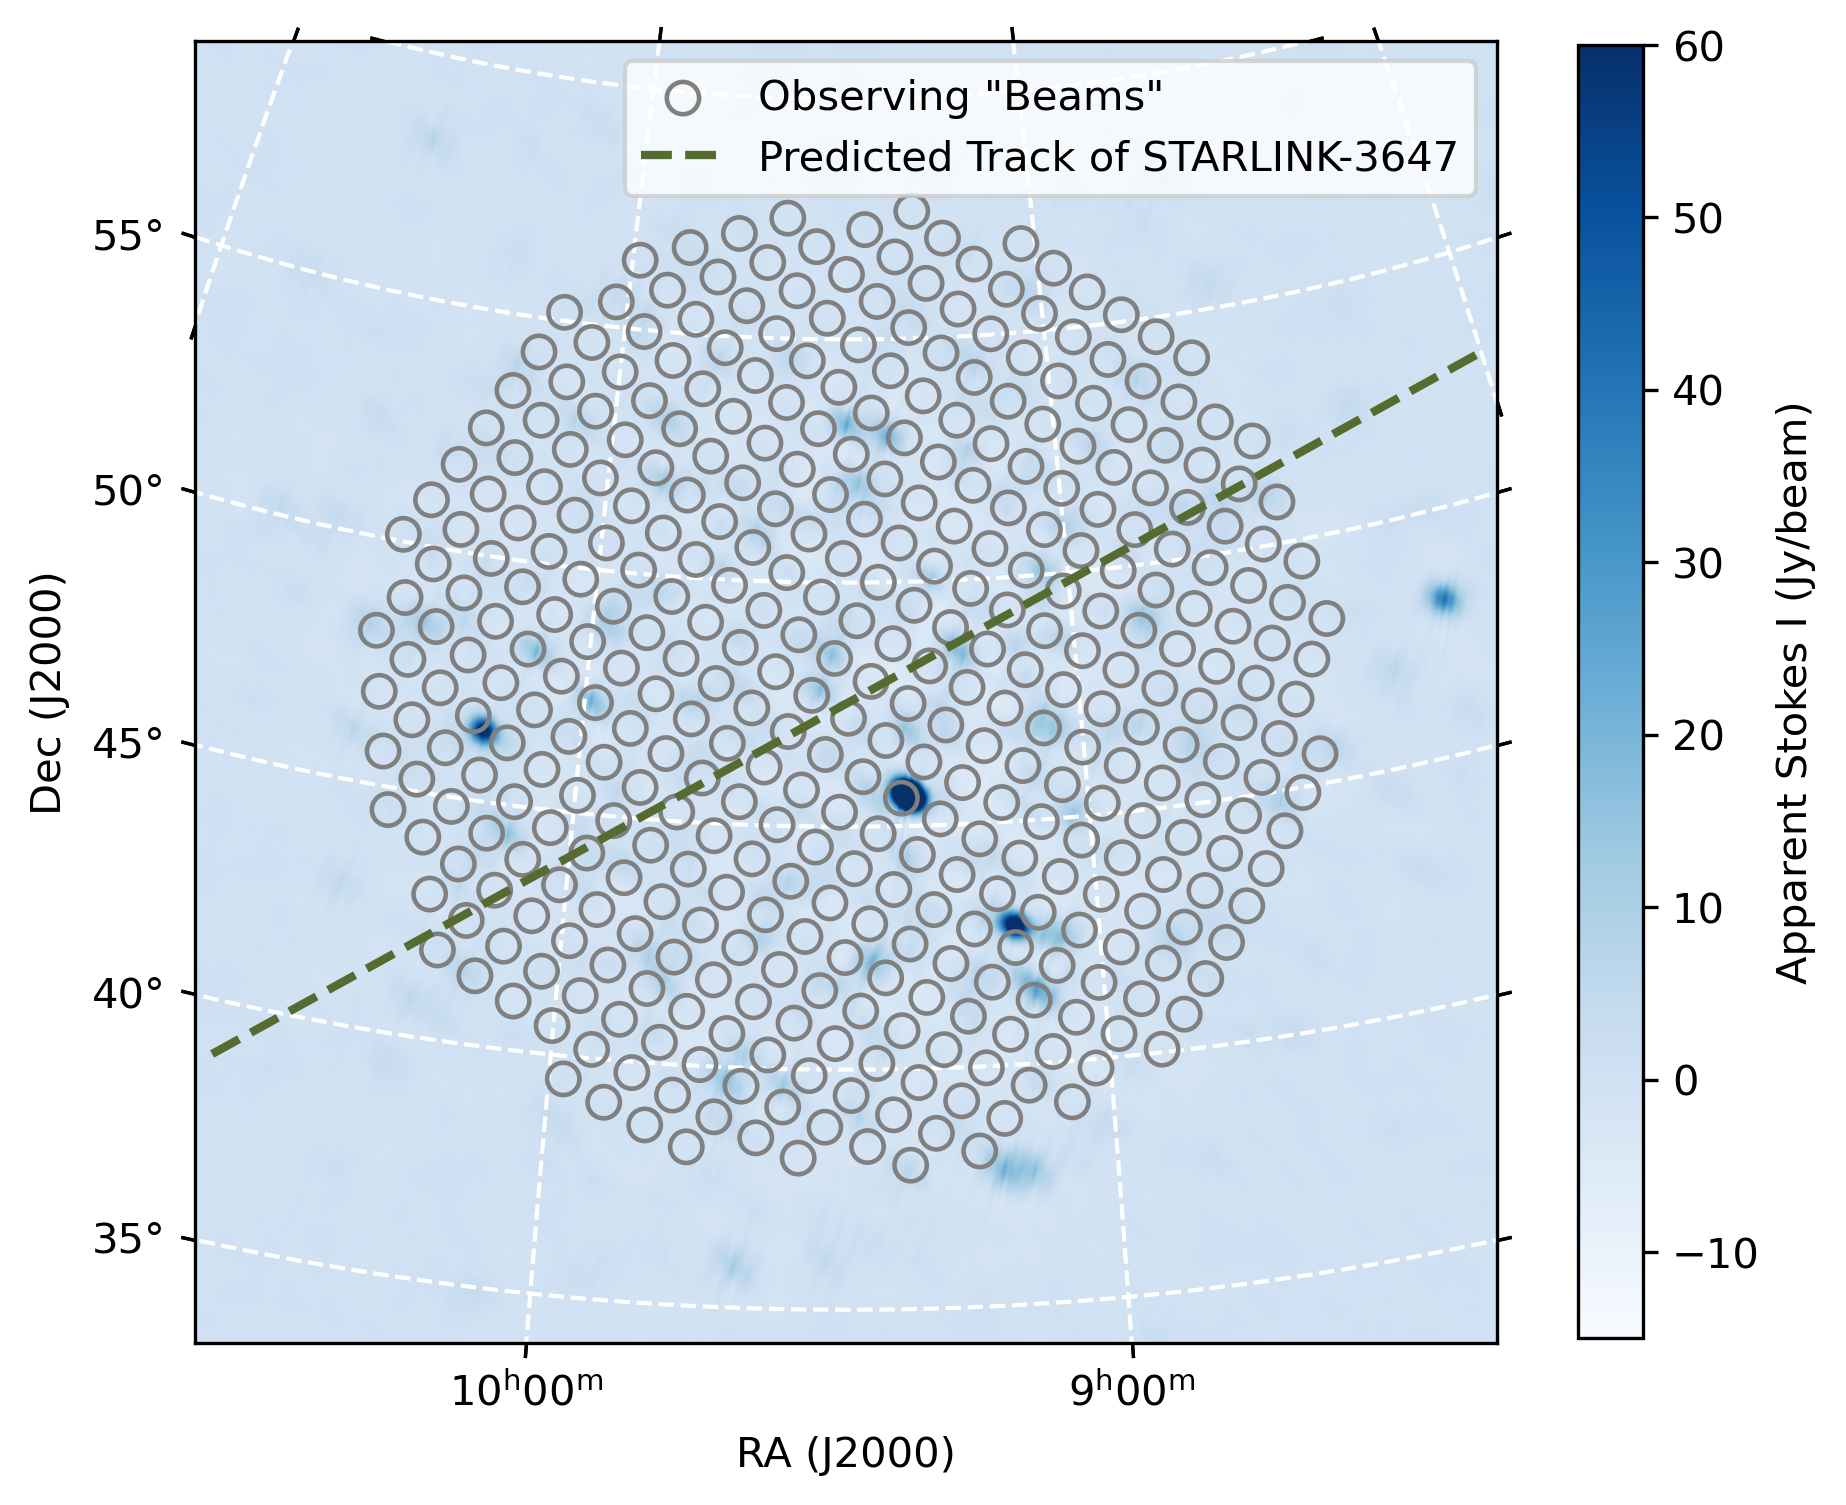 Observing "Beams"
Predicted Track of STARLINK-3647
55°
50°
45°
40°
35°
Dec (J2000)
10ʰ00ᵐ
9ʰ00ᵐ
RA (J2000)
60
50
40
30
20
10
0
−10
Apparent Stokes I (Jy/beam)